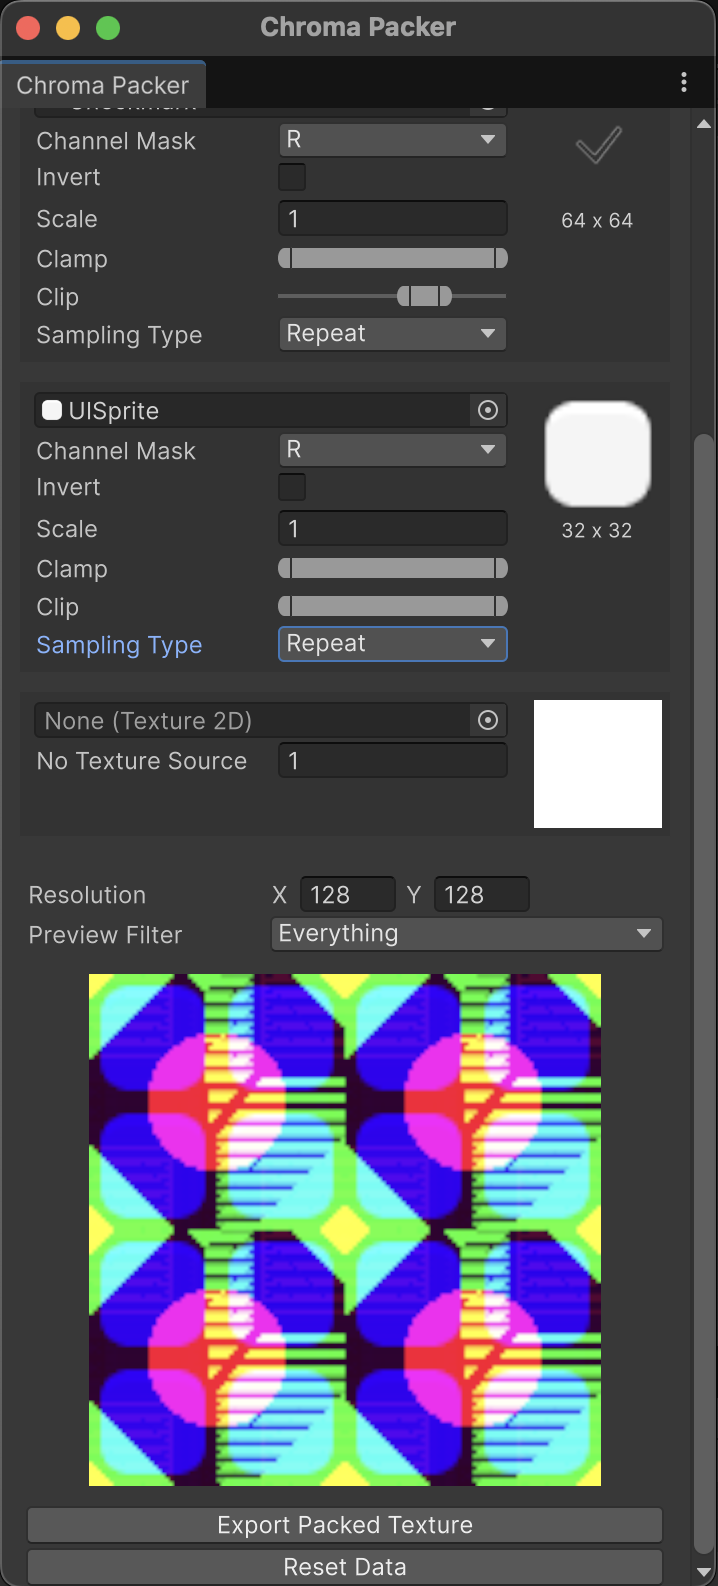 Chroma Packer
Chroma Packer
Checkmark
Channel Mask R
Invert
Scale 1 64 x 64
Clamp
Clip
Sampling Type Repeat
UISprite
Channel Mask R
Invert
Scale 1 32 x 32
Clamp
Clip
Sampling Type Repeat
None (Texture 2D)
No Texture Source 1
Resolution X 128 Y 128
Preview Filter Everything
Export Packed Texture
Reset Data